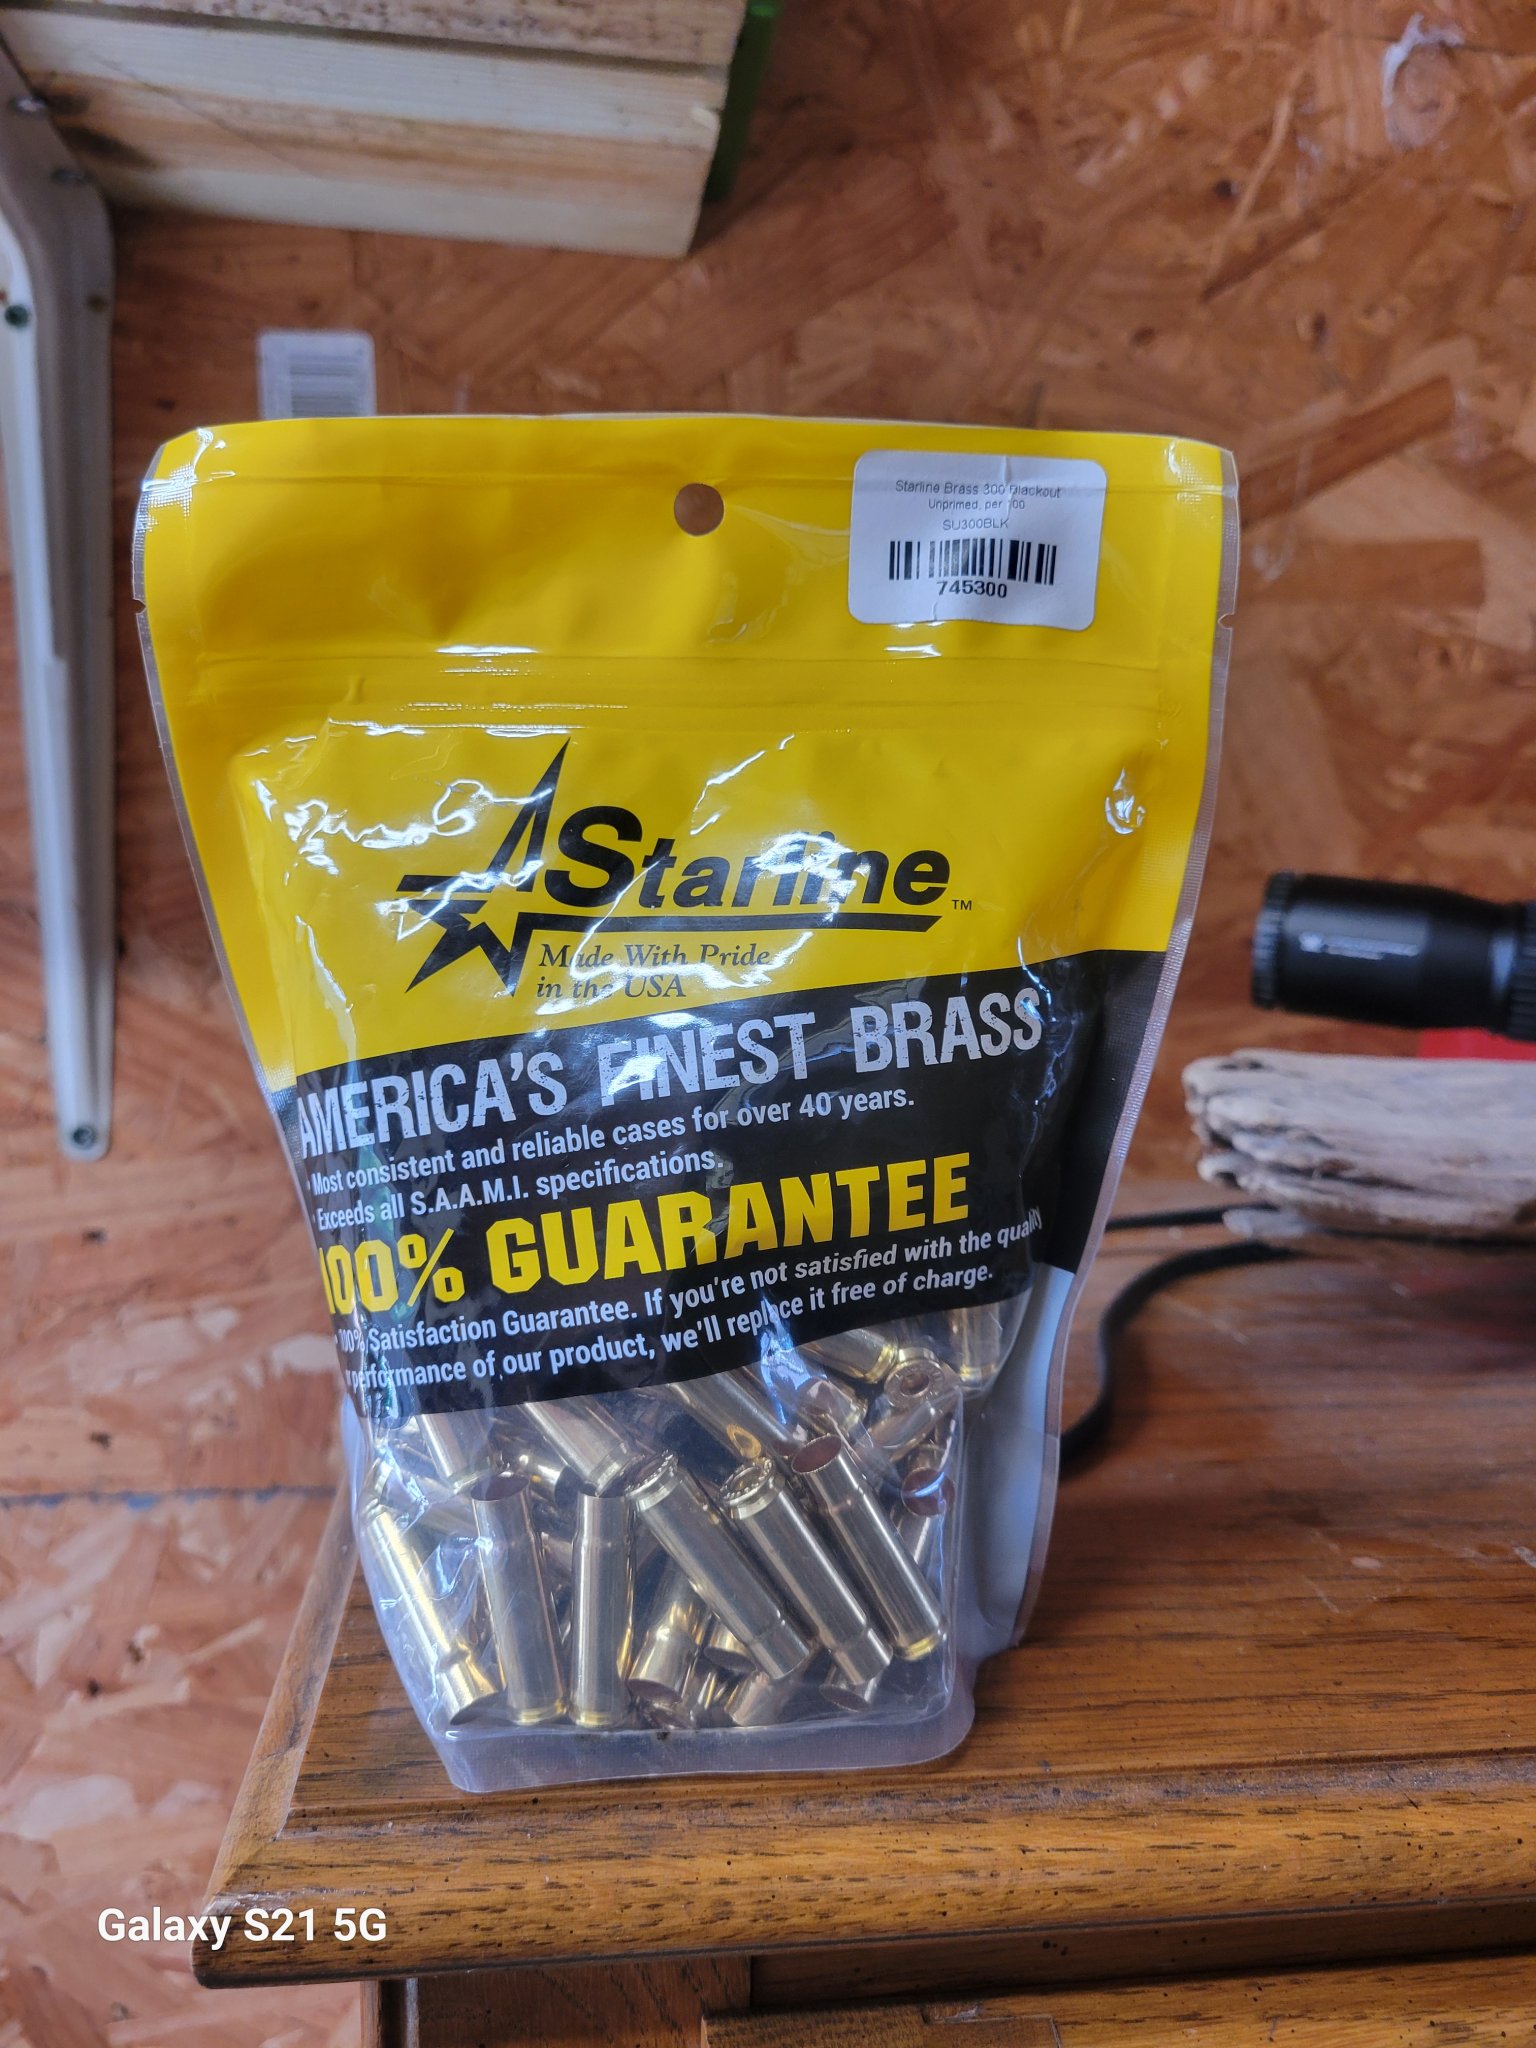 Starline Brass 300 Blackout
Unprimed, per 100
SU300BLK
745300
Starline™
Made With Pride
in the USA
AMERICA'S FINEST BRASS
• Most consistent and reliable cases for over 40 years.
• Exceeds all S.A.A.M.I. specifications.
100% GUARANTEE
• 100% Satisfaction Guarantee. If you're not satisfied with the quality
performance of our product, we'll replace it free of charge.
Galaxy S21 5G